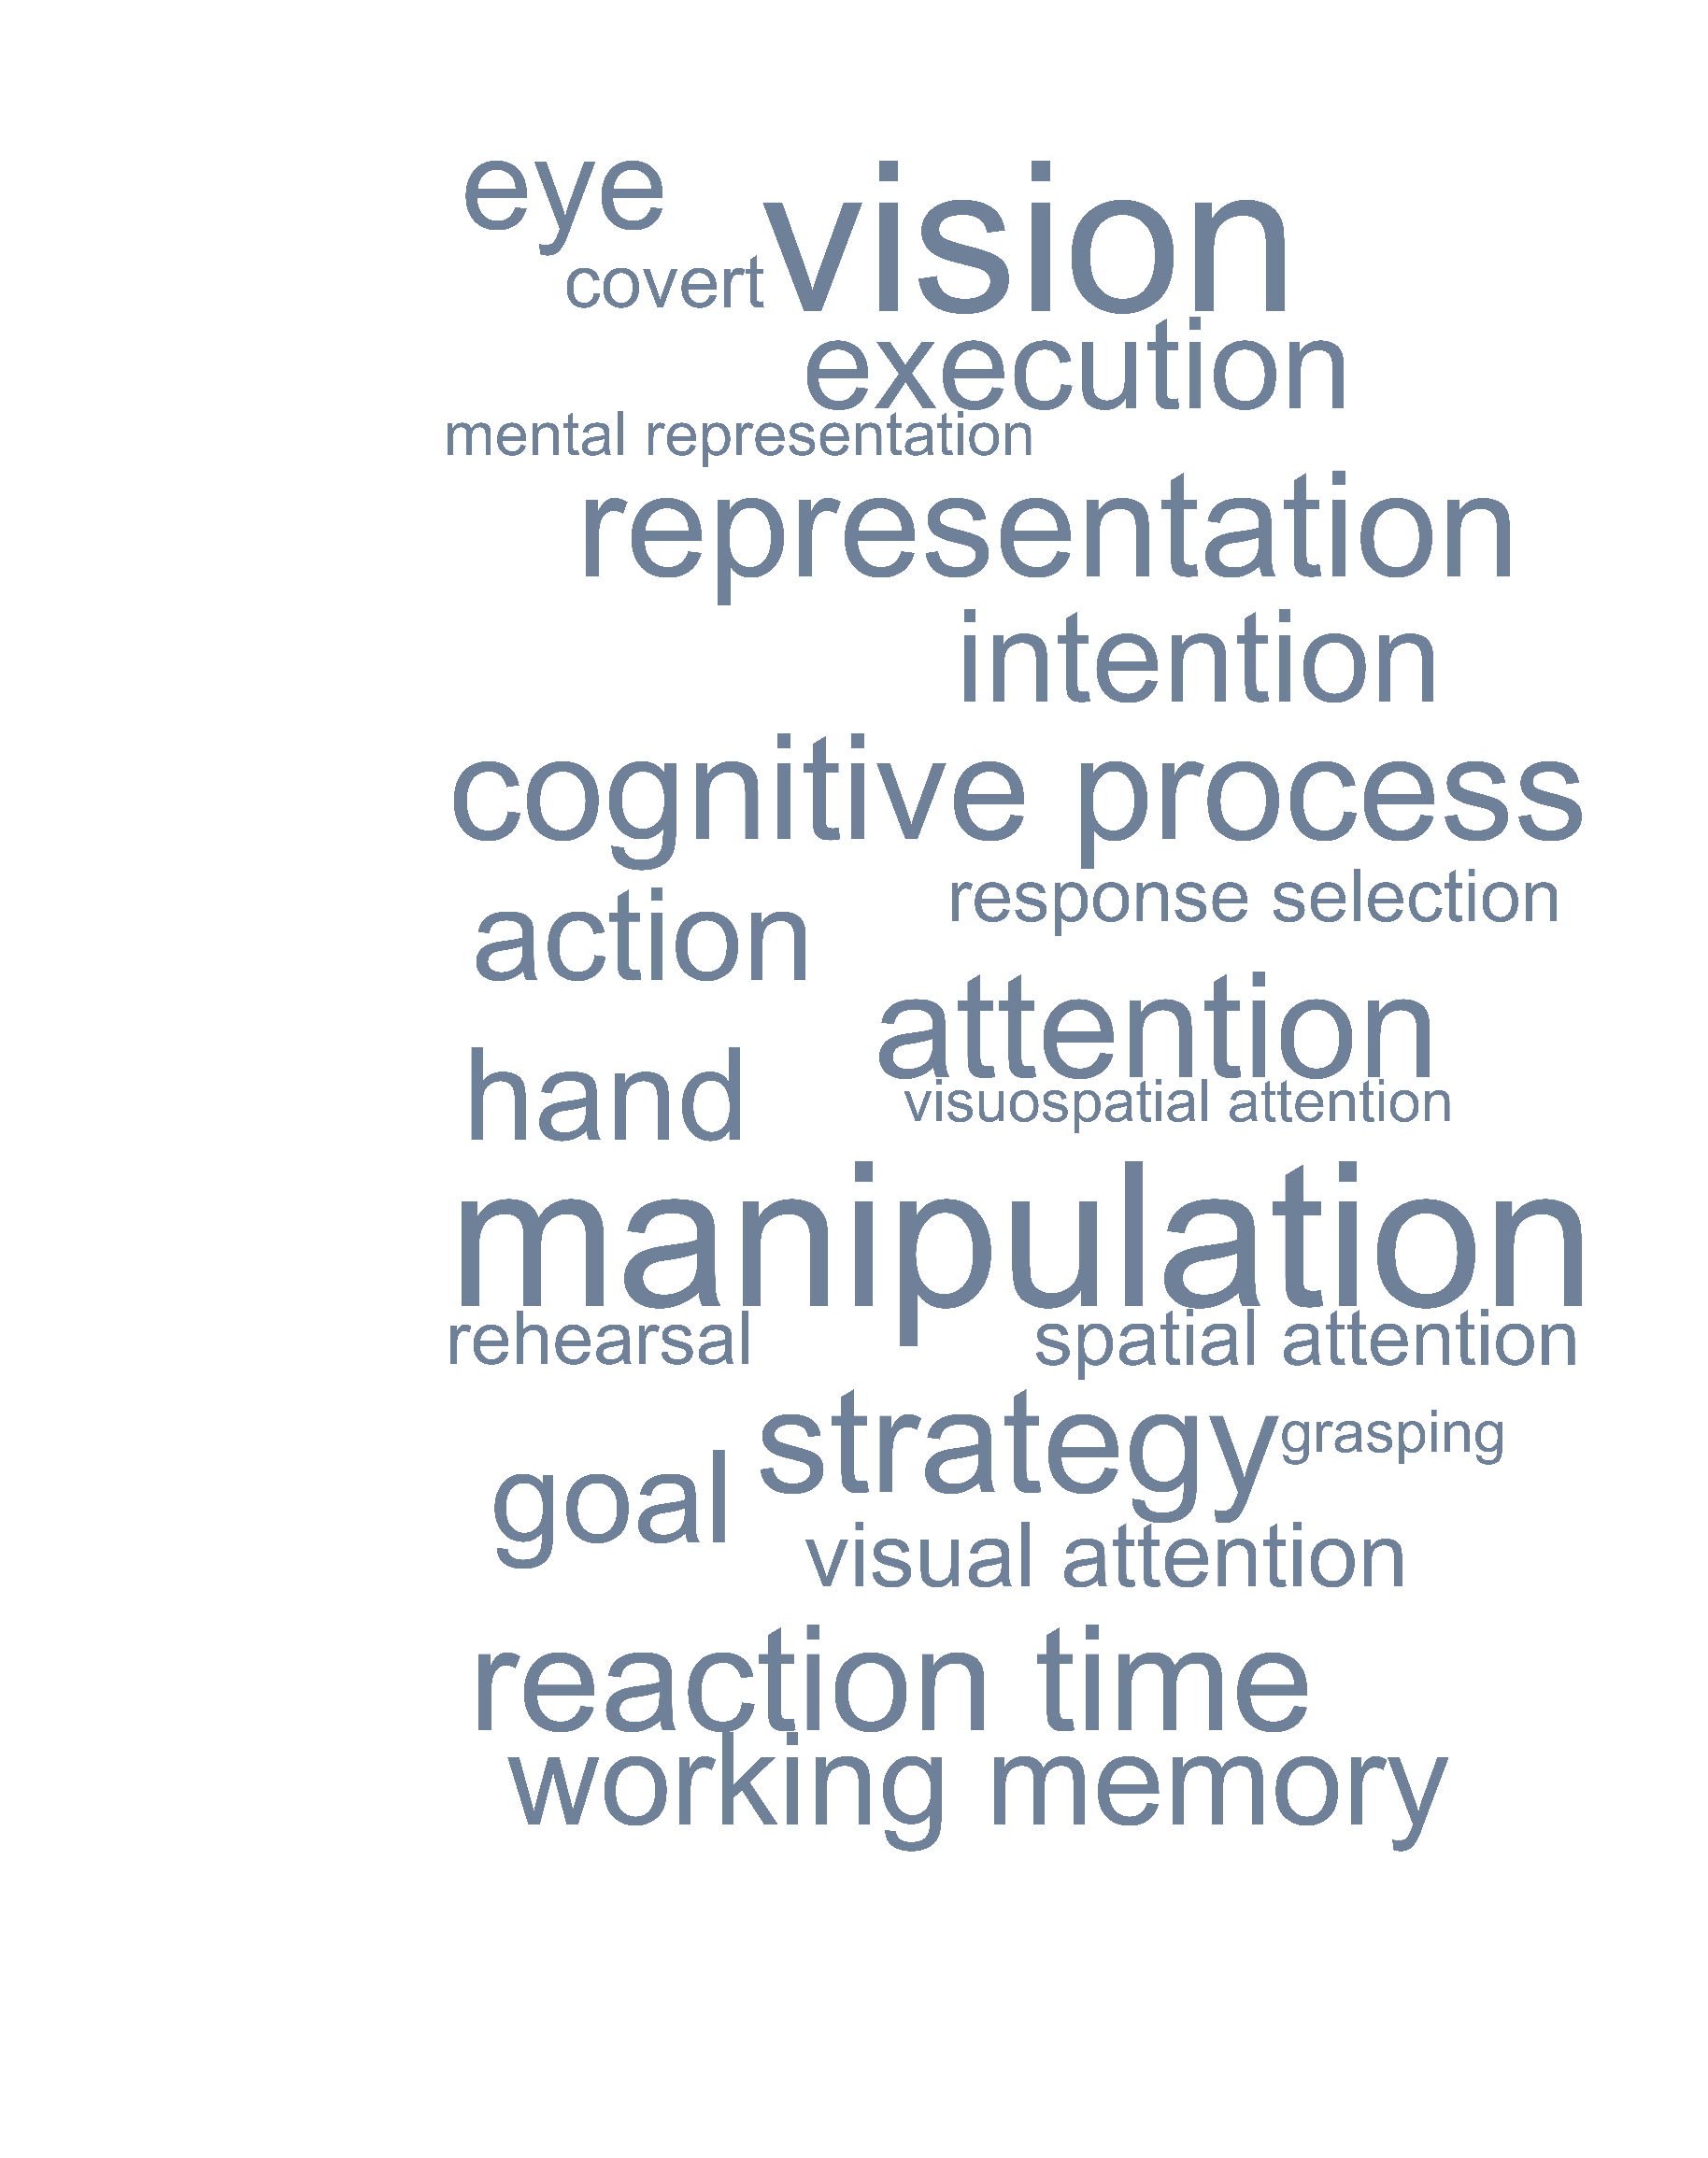 eye
vision
covert
execution
mental representation
representation
intention
cognitive process
response selection
action
attention
hand
visuospatial attention
manipulation
rehearsal
spatial attention
strategy
grasping
goal
visual attention
reaction time
working memory